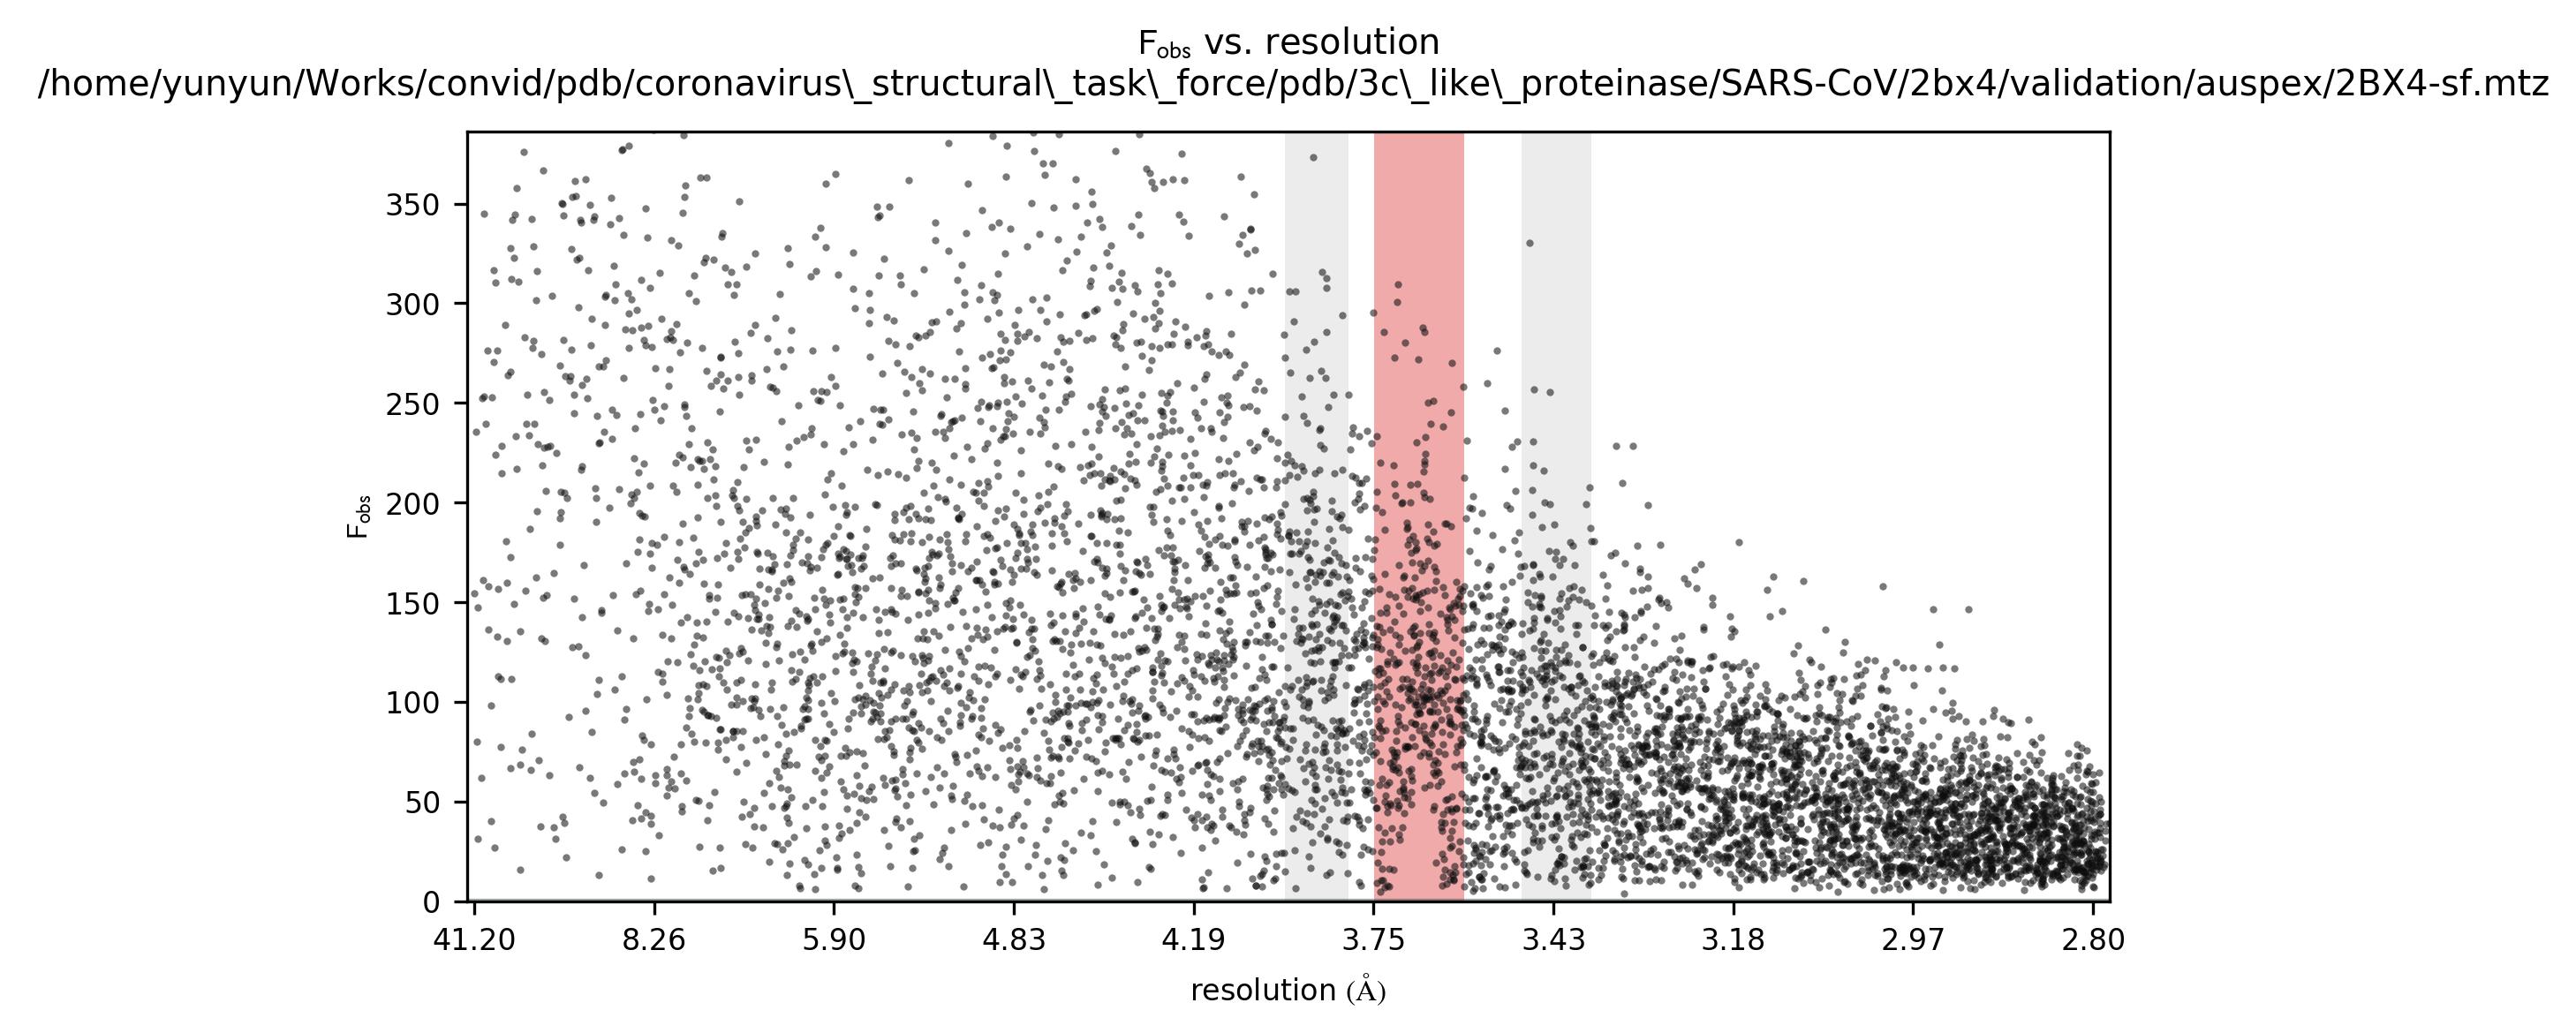 Fobs vs. resolution
/home/yunyun/Works/convid/pdb/coronavirus\_structural\_task\_force/pdb/3c\_like\_proteinase/SARS-CoV/2bx4/validation/auspex/2BX4-sf.mtz
350
300
250
200
150
100
50
0
Fobs
41.20 8.26 5.90 4.83 4.19 3.75 3.43 3.18 2.97 2.80
resolution (Å)